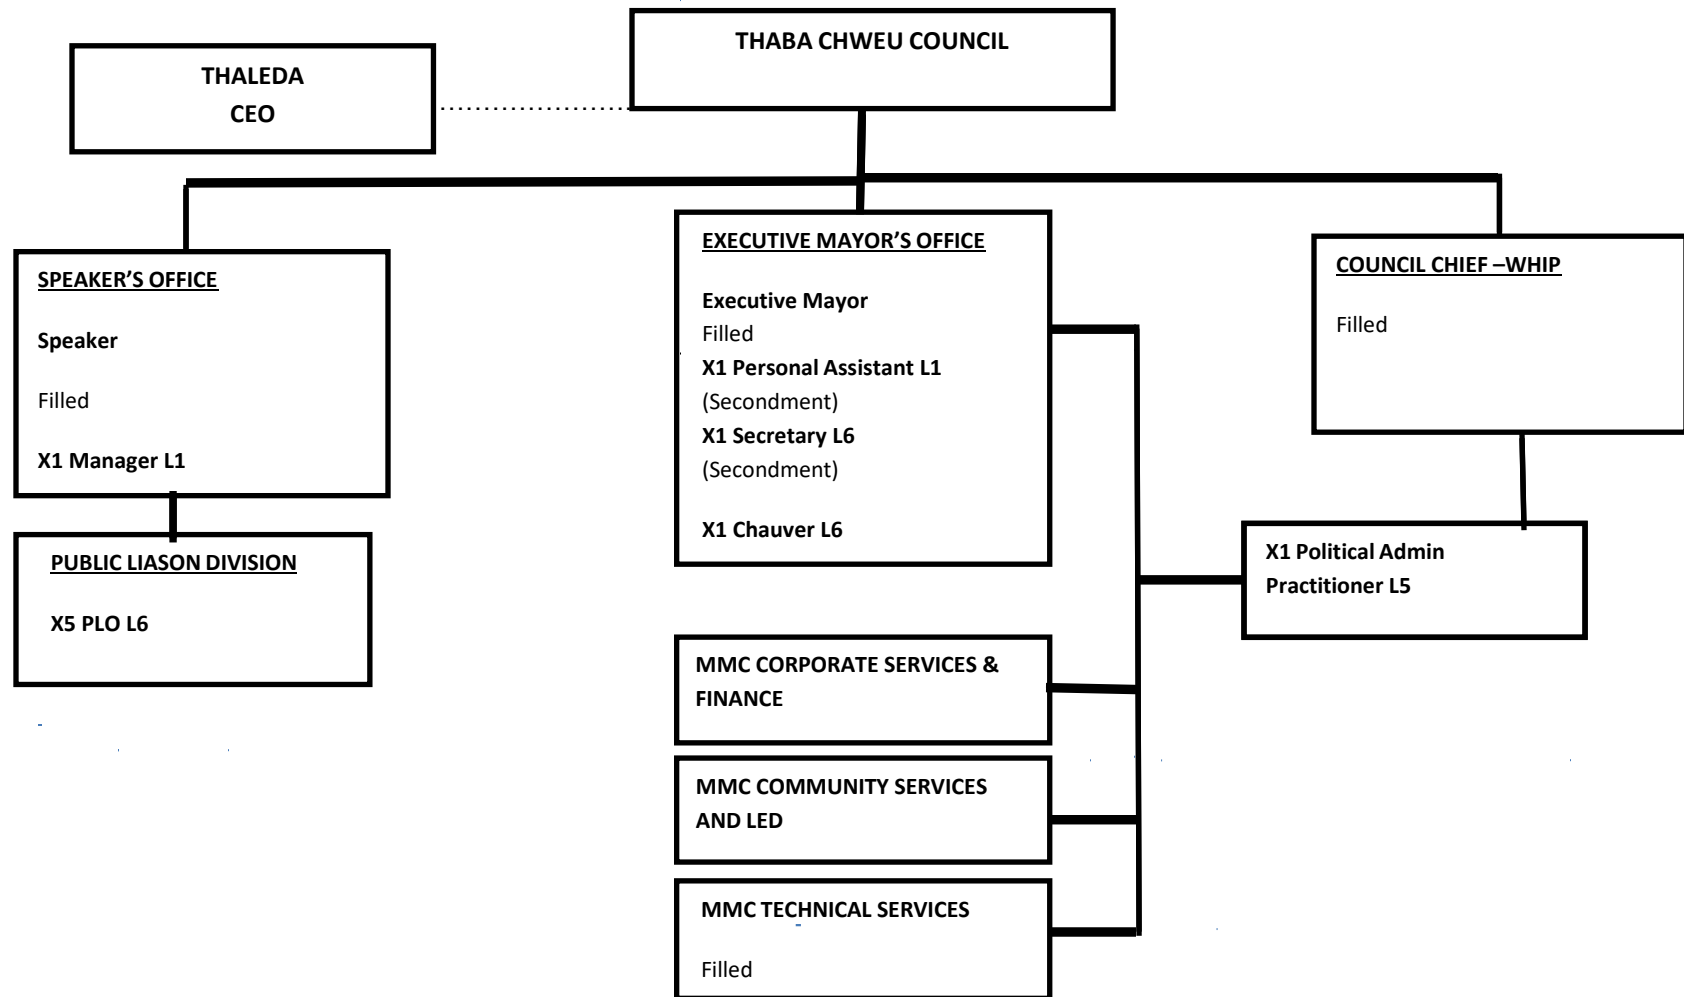 THABA CHWEU COUNCIL
THALEDA
CEO
SPEAKER’S OFFICE
Speaker
Filled
X1 Manager L1
PUBLIC LIASON DIVISION
X5 PLO L6
EXECUTIVE MAYOR’S OFFICE
Executive Mayor
Filled
X1 Personal Assistant L1
(Secondment)
X1 Secretary L6
(Secondment)
X1 Chauver L6
COUNCIL CHIEF –WHIP
Filled
X1 Political Admin
Practitioner L5
MMC CORPORATE SERVICES &
FINANCE
MMC COMMUNITY SERVICES
AND LED
MMC TECHNICAL SERVICES
Filled